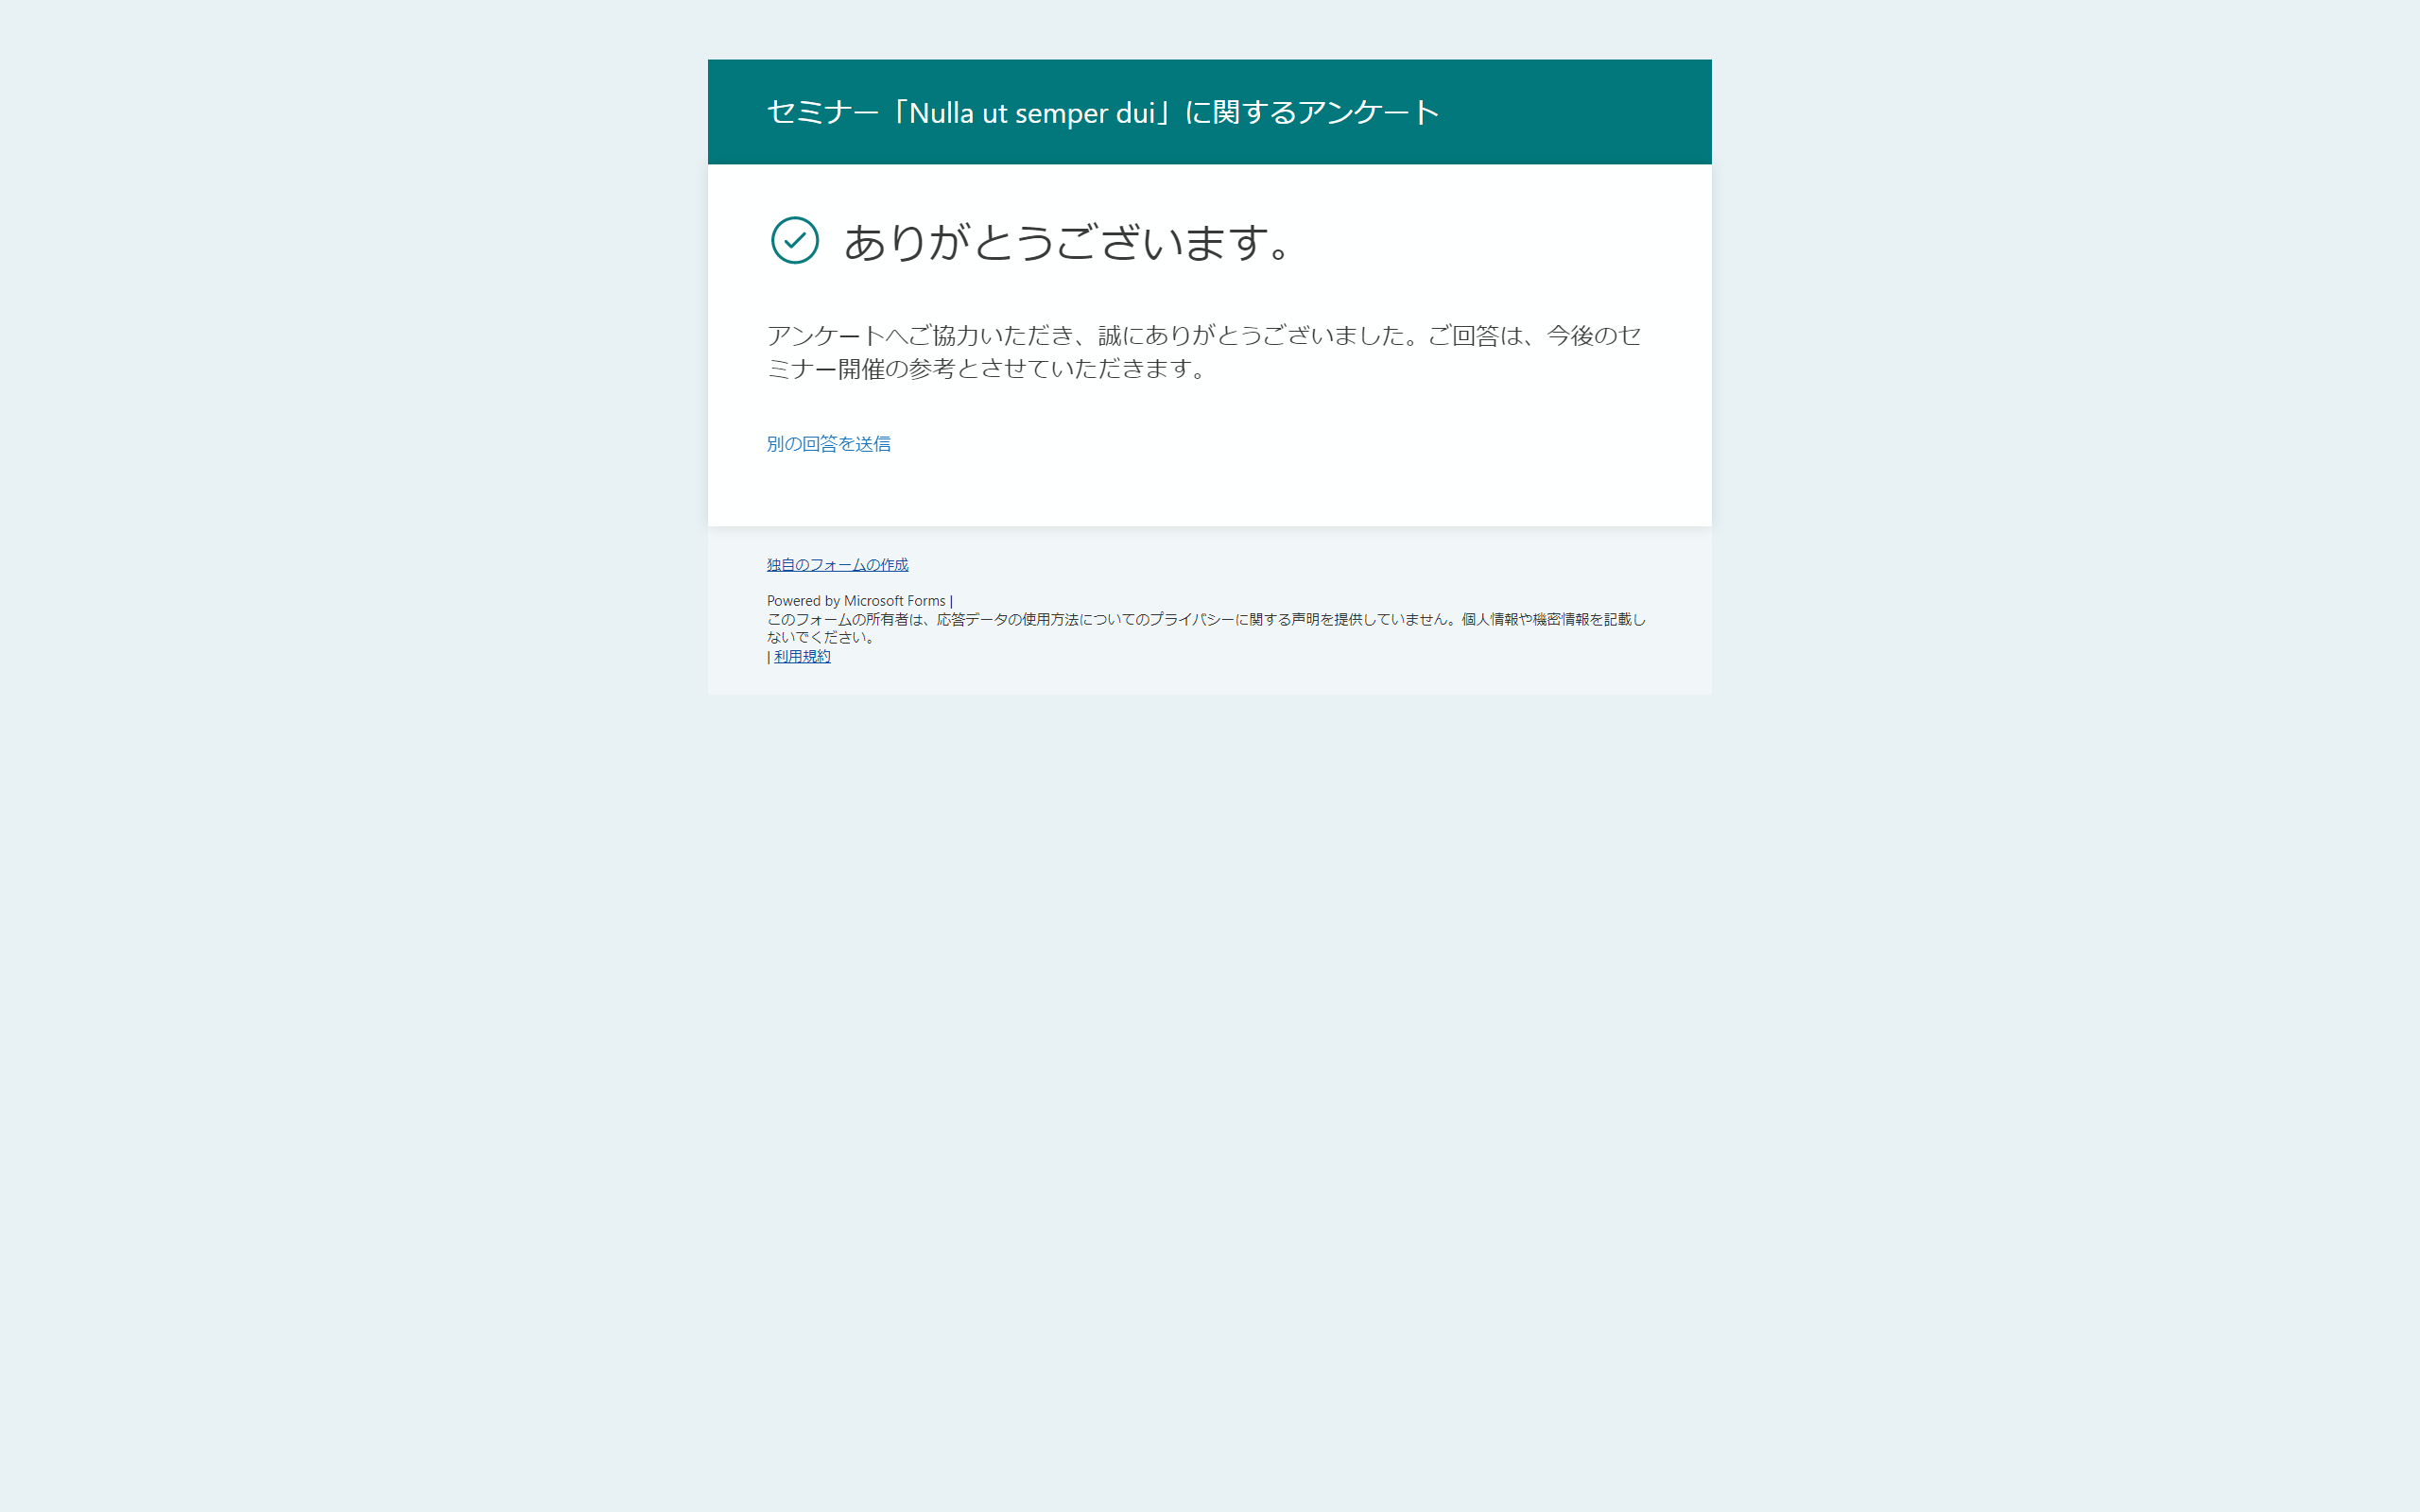 セミナー「Nulla ut semper dui」に関するアンケート
ありがとうございます。
アンケートへご協力いただき、誠にありがとうございました。ご回答は、今後のセ
ミナー開催の参考とさせていただきます。
別の回答を送信
独自のフォームの作成
Powered by Microsoft Forms |
このフォームの所有者は、応答データの使用方法についてのプライバシーに関する声明を提供していません。個人情報や機密情報を記載し
ないでください。
| 利用規約